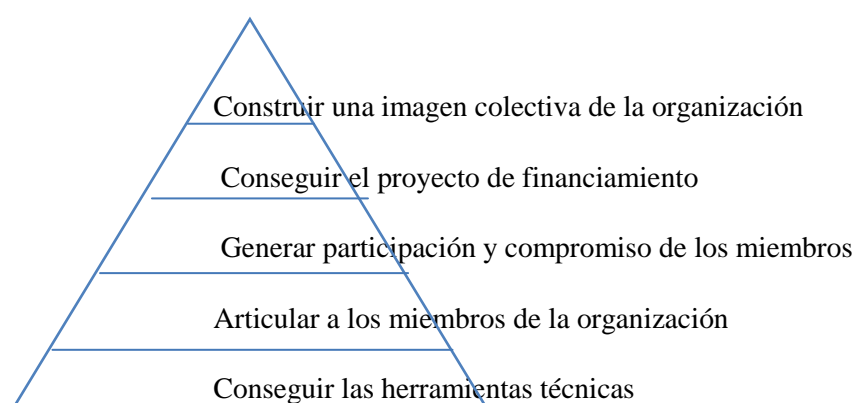 Construir una imagen colectiva de la organización
Conseguir el proyecto de financiamiento
Generar participación y compromiso de los miembros
Articular a los miembros de la organización
Conseguir las herramientas técnicas